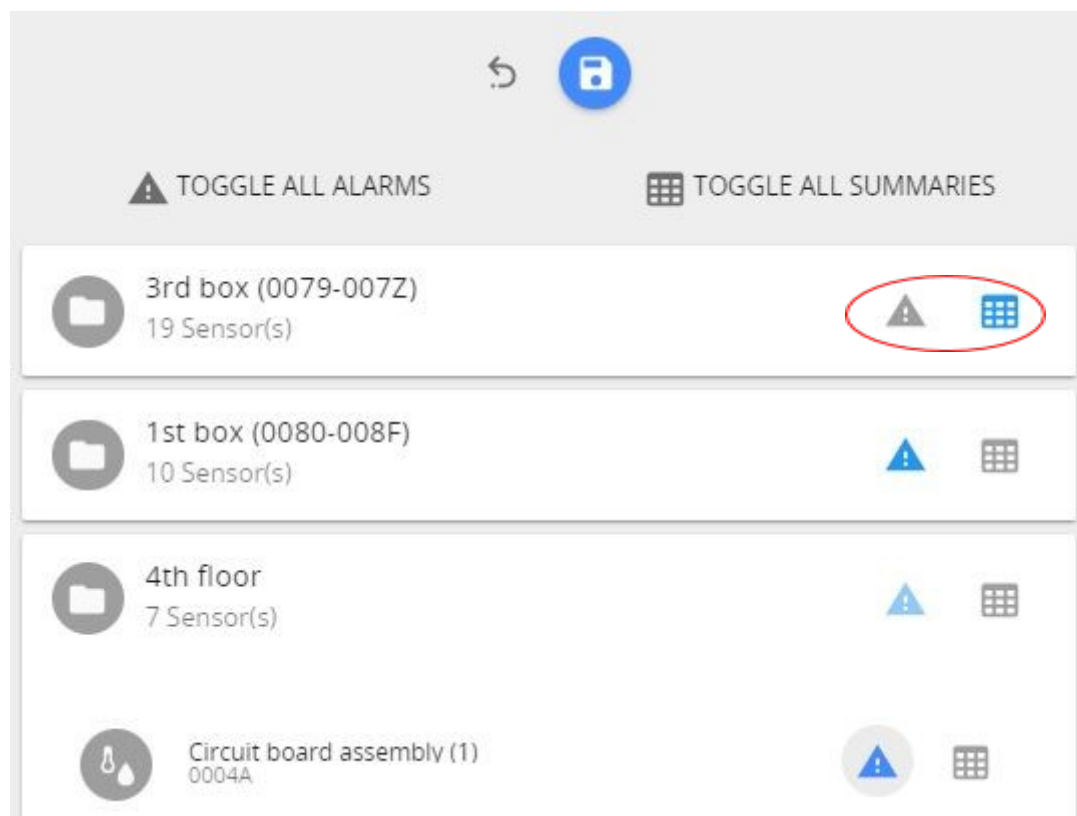 TOGGLE ALL ALARMS
TOGGLE ALL SUMMARIES
3rd box (0079-007Z)
19 Sensor(s)
1st box (0080-008F)
10 Sensor(s)
4th floor
7 Sensor(s)
Circuit board assembly (1)
0004A